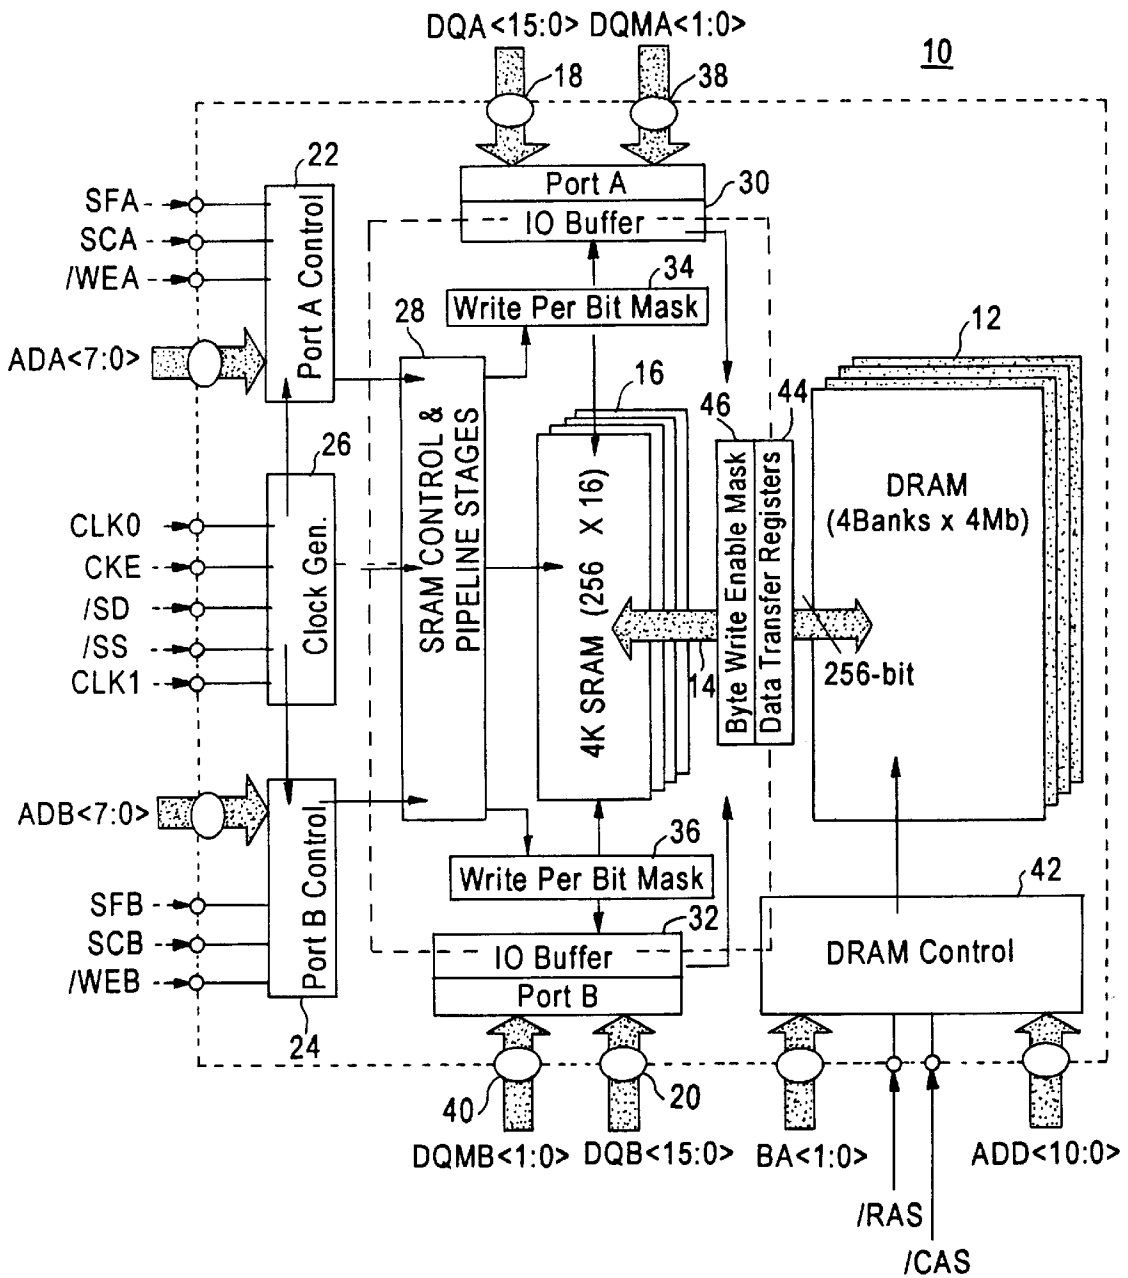 DQA<15:0> DQMA<1:0>
10
18
38
22
Port A
30
IO Buffer
SFA
SCA
/WEA
Port A Control
34
Write Per Bit Mask
28
12
ADA<7:0>
16
46
44
26
SRAM CONTROL &
PIPELINE STAGES
4K SRAM (256 X 16)
Byte Write Enable Mask
Data Transfer Registers
DRAM
(4Banks x 4Mb)
CLK0
CKE
/SD
/SS
CLK1
Clock Gen.
14
256-bit
ADB<7:0>
36
Write Per Bit Mask
42
SFB
SCB
/WEB
Port B Control
32
IO Buffer
Port B
DRAM Control
24
40
20
DQMB<1:0>
DQB<15:0>
BA<1:0>
ADD<10:0>
/RAS
/CAS